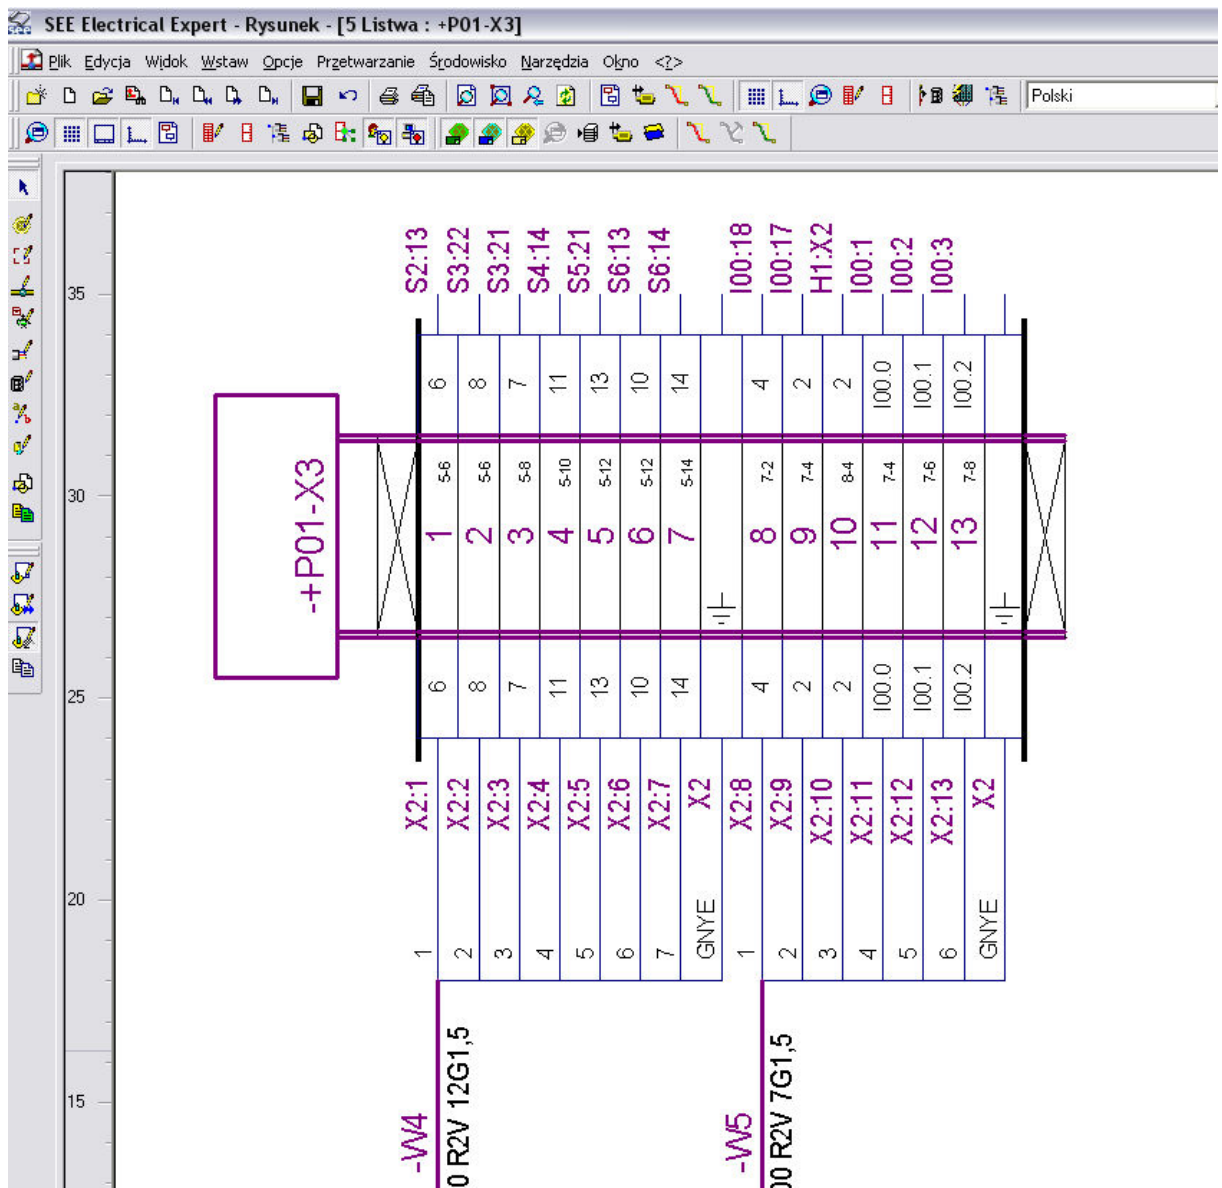 SEE Electrical Expert - Rysunek - [5 Listwa : +P01-X3]
Plik Edycja Widok Wstaw Opcje Przetwarzanie Środowisko Narzędzia Okno <?>
Polski
35
30
25
20
15
S2:13 S3:22 S3:21 S4:14 S5:21 S6:13 S6:14 I00:18 I00:17 H1:X2 I00:1 I00:2 I00:3
6 8 7 11 13 10 14 4 2 2 I00.0 I00.1 I00.2
-+P01-X3
5-6 5-6 5-8 5-10 5-12 5-12 5-14 7-2 7-4 8-4 7-4 7-6 7-8
1 2 3 4 5 6 7 8 9 10 11 12 13
6 8 7 11 13 10 14 4 2 2 I00.0 I00.1 I00.2
X2:1 X2:2 X2:3 X2:4 X2:5 X2:6 X2:7 X2 X2:8 X2:9 X2:10 X2:11 X2:12 X2:13 X2
1 2 3 4 5 6 7 GNYE 1 2 3 4 5 6 GNYE
-W4
0 R2V 12G1,5
-W5
00 R2V 7G1,5